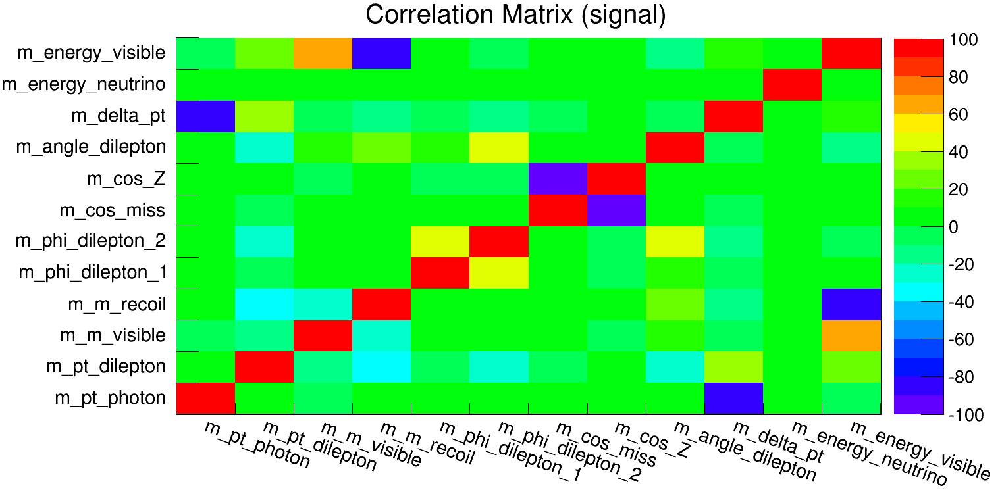 Correlation Matrix (signal)
m_energy_visible
m_energy_neutrino
m_delta_pt
m_angle_dilepton
m_cos_Z
m_cos_miss
m_phi_dilepton_2
m_phi_dilepton_1
m_m_recoil
m_m_visible
m_pt_dilepton
m_pt_photon
m_pt_photon
m_pt_dilepton
m_m_visible
m_m_recoil
m_phi_dilepton_1
m_phi_dilepton_2
m_cos_miss
m_cos_Z
m_angle_dilepton
m_delta_pt
m_energy_neutrino
m_energy_visible
100
80
60
40
20
0
-20
-40
-60
-80
-100